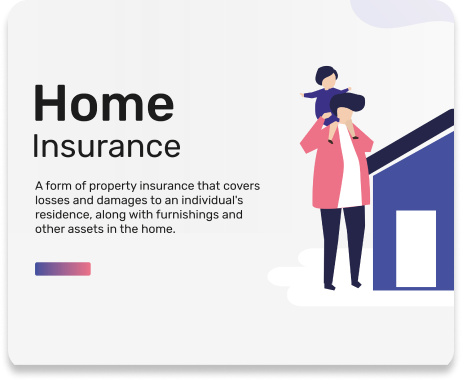 Home
Insurance
A form of property insurance that covers
losses and damages to an individual's
residence, along with furnishings and
other assets in the home.